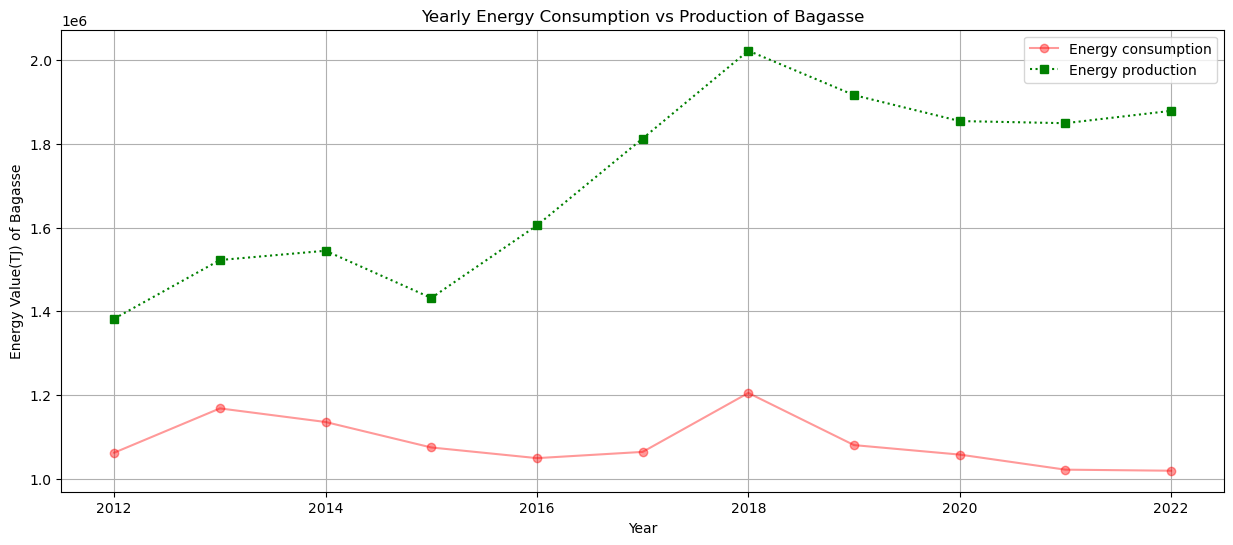 Yearly Energy Consumption vs Production of Bagasse
1e6
Energy consumption
Energy production
2.0
1.8
1.6
1.4
1.2
1.0
Energy Value(TJ)) of Bagasse
2012 2014 2016 2018 2020 2022
Year